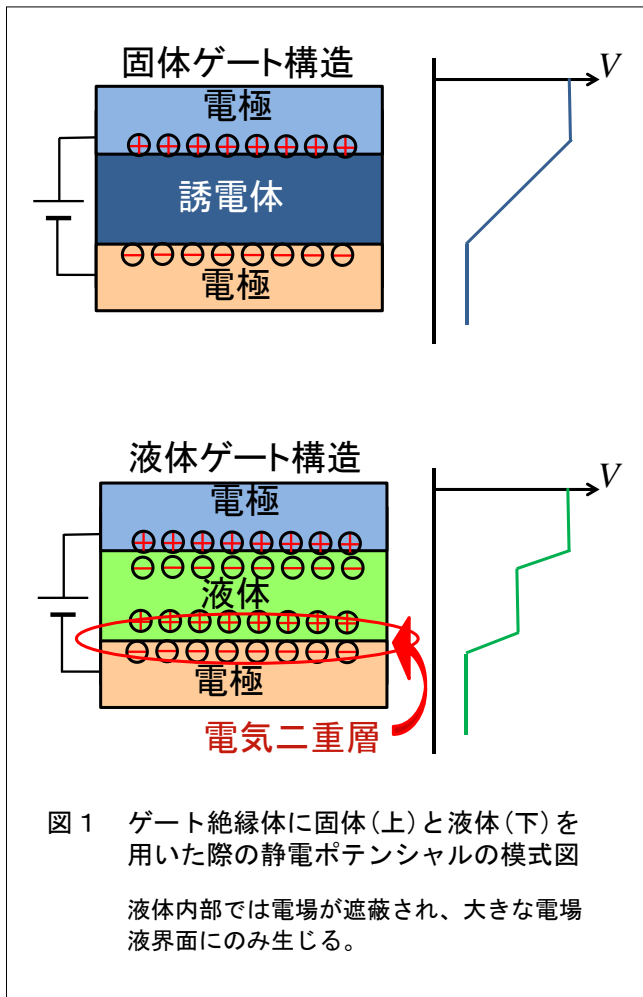 固体ゲート構造
電極
V
誘電体
電極
液体ゲート構造
電極
V
液体
電極
電気二重層
図1 ゲート絶縁体に固体(上)と液体(下)を
用いた際の静電ポテンシャルの模式図
液体内部では電場が遮蔽され、大きな電場
液界面にのみ生じる。